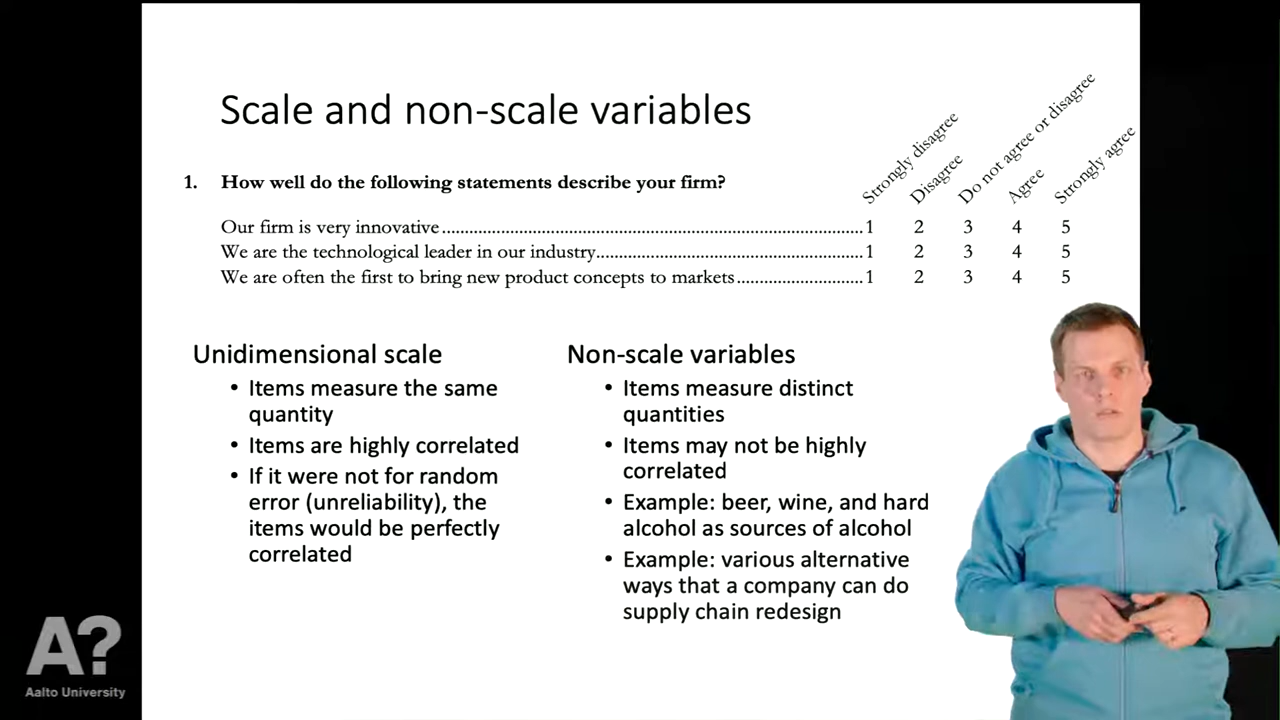 Scale and non-scale variables
Strongly disagree
Disagree
Do not agree or disagree
Agree
Strongly agree
1. How well do the following statements describe your firm?
Our firm is very innovative 1 2 3 4 5
We are the technological leader in our industry 1 2 3 4 5
We are often the first to bring new product concepts to markets 1 2 3 4 5
Unidimensional scale
• Items measure the same
quantity
• Items are highly correlated
• If it were not for random
error (unreliability), the
items would be perfectly
correlated
Non-scale variables
• Items measure distinct
quantities
• Items may not be highly
correlated
• Example: beer, wine, and hard
alcohol as sources of alcohol
• Example: various alternative
ways that a company can do
supply chain redesign
A?
Aalto University